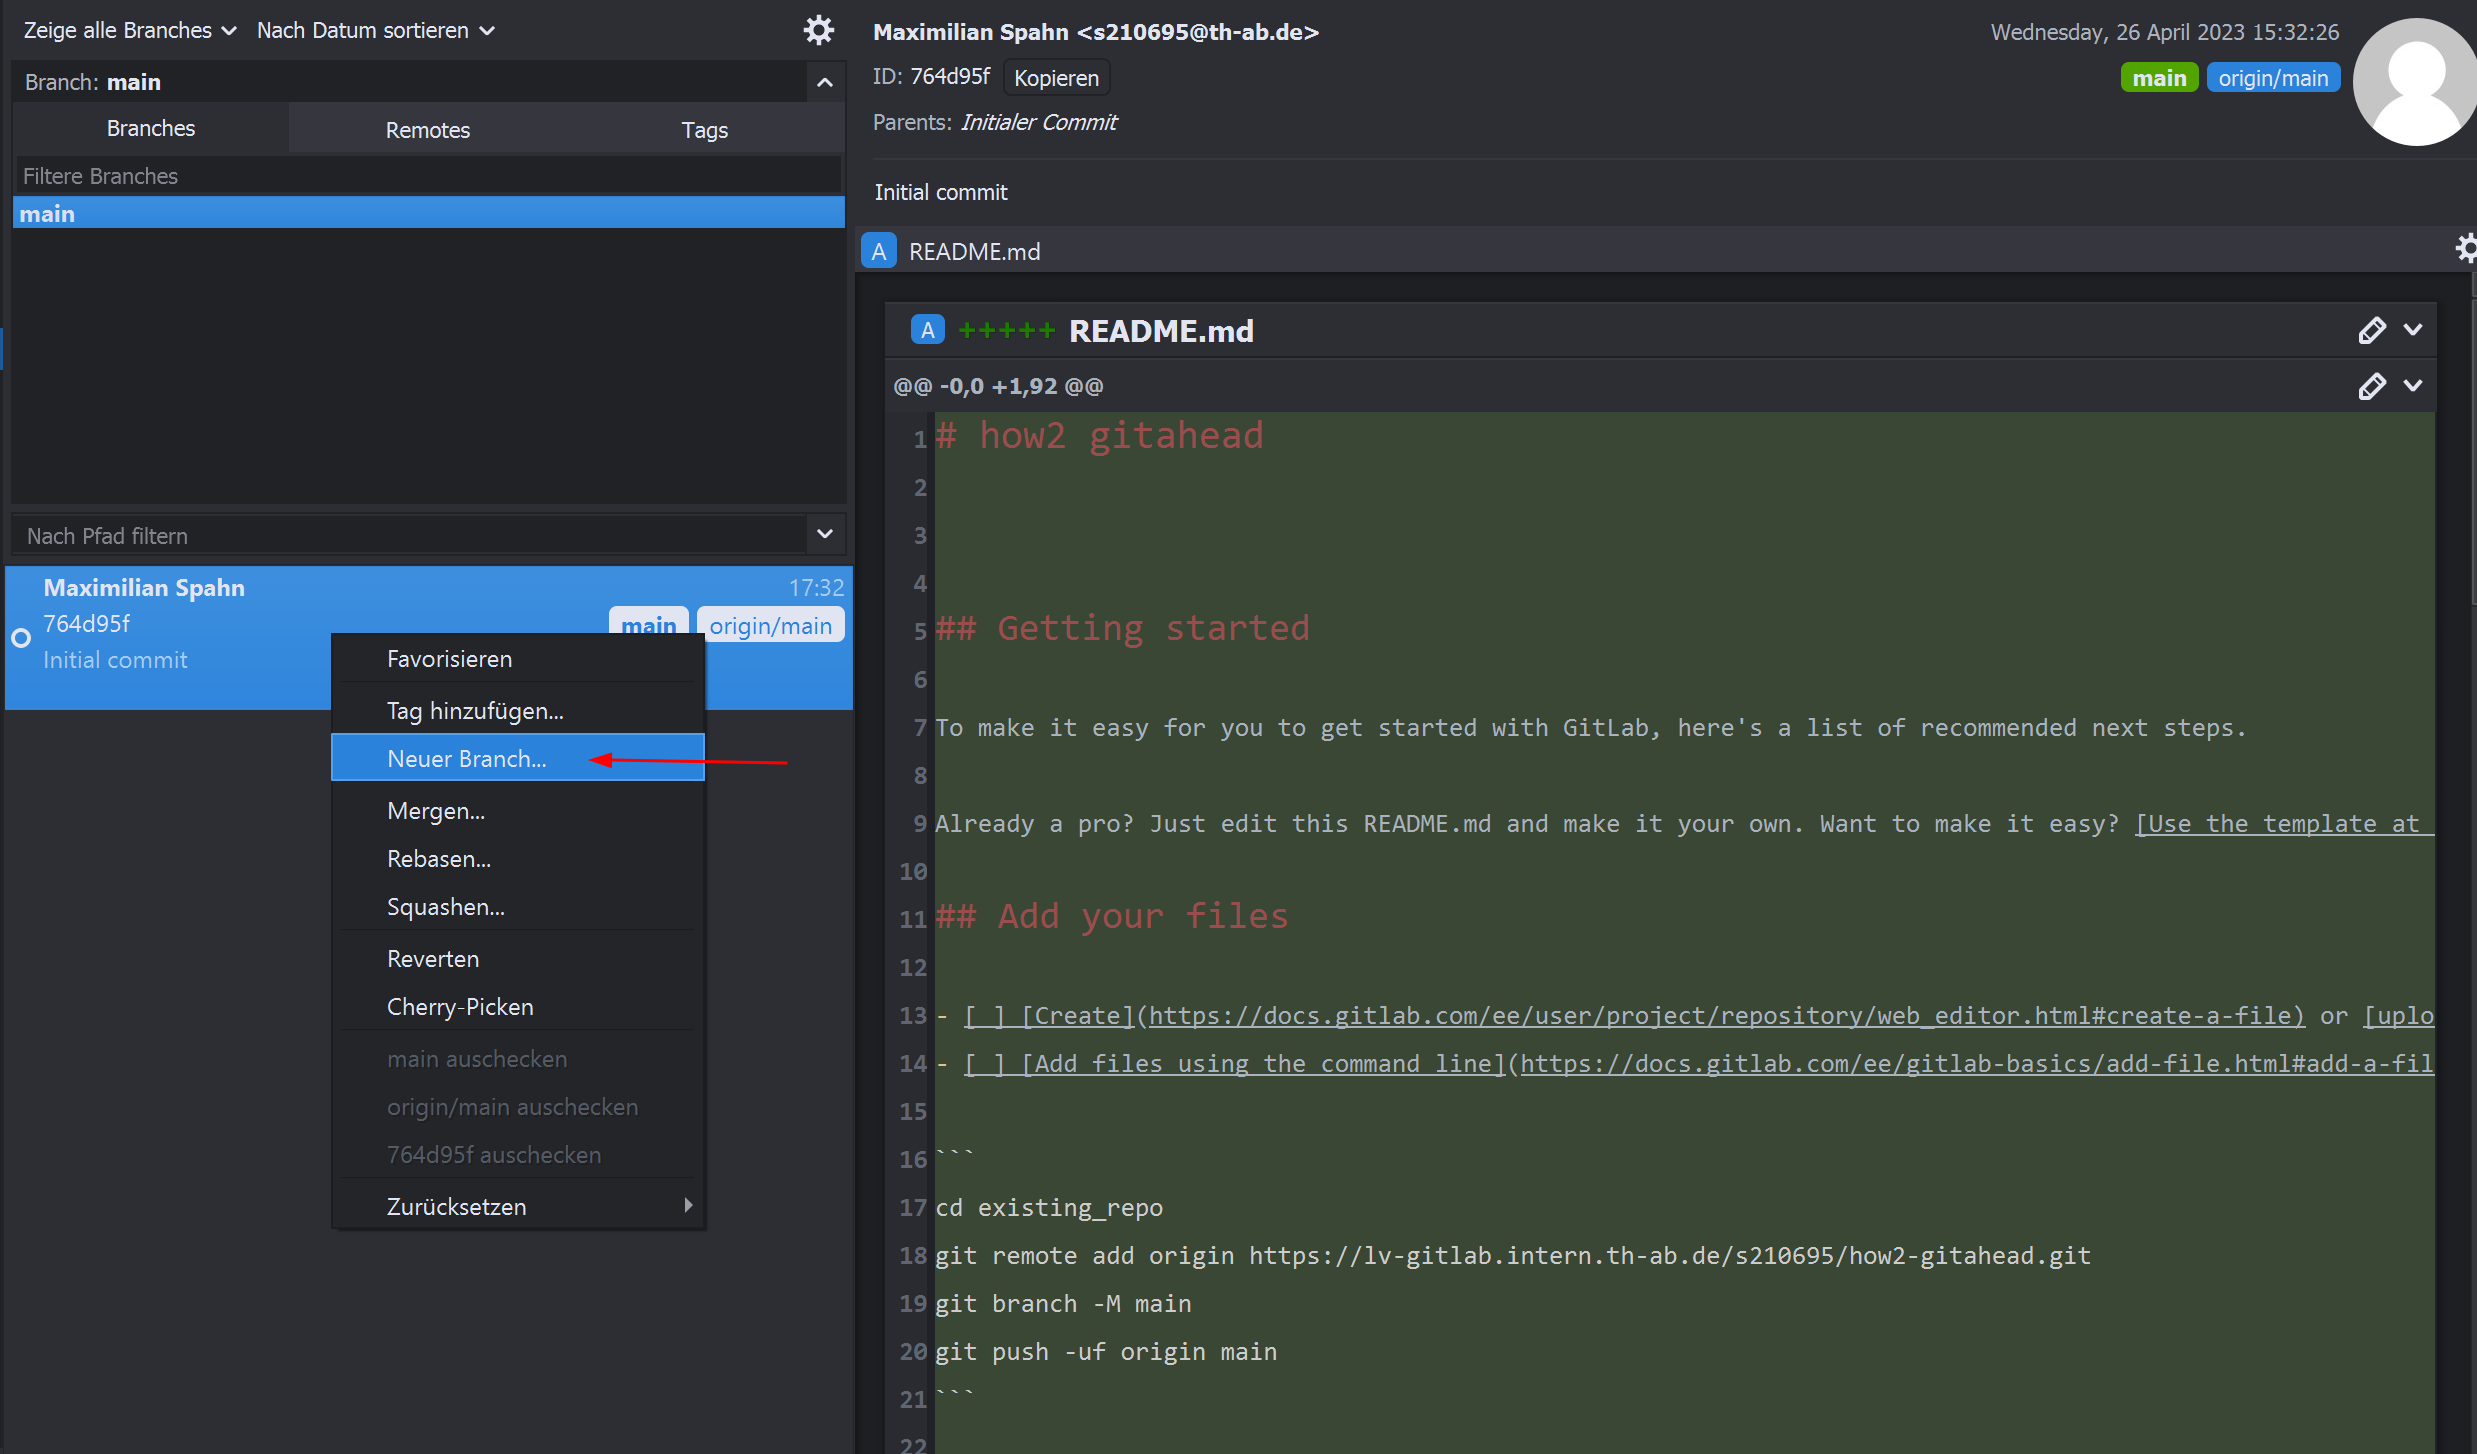 Zeige alle Branches Nach Datum sortieren
Branch: main
Branches Remotes Tags
Filtere Branches
main
Nach Pfad filtern
Maximilian Spahn 17:32
764d95f main origin/main
Initial commit
Favorisieren
Tag hinzufügen...
Neuer Branch...
Mergen...
Rebasen...
Squashen...
Reverten
Cherry-Picken
main auschecken
origin/main auschecken
764d95f auschecken
Zurücksetzen
Maximilian Spahn <s210695@th-ab.de> Wednesday, 26 April 2023 15:32:26
ID: 764d95f Kopieren main origin/main
Parents: Initialer Commit
Initial commit
A README.md
A +++++ README.md
@@ -0,0 +1,92 @@
1 # how2 gitahead
2
3
4
5 ## Getting started
6
7 To make it easy for you to get started with GitLab, here's a list of recommended next steps.
8
9 Already a pro? Just edit this README.md and make it your own. Want to make it easy? [Use the template at
10
11 ## Add your files
12
13 - [ ] [Create](https://docs.gitlab.com/ee/user/project/repository/web_editor.html#create-a-file) or [uplo
14 - [ ] [Add files using the command line](https://docs.gitlab.com/ee/gitlab-basics/add-file.html#add-a-fil
15
16 ```
17 cd existing_repo
18 git remote add origin https://lv-gitlab.intern.th-ab.de/s210695/how2-gitahead.git
19 git branch -M main
20 git push -uf origin main
21 ```
22